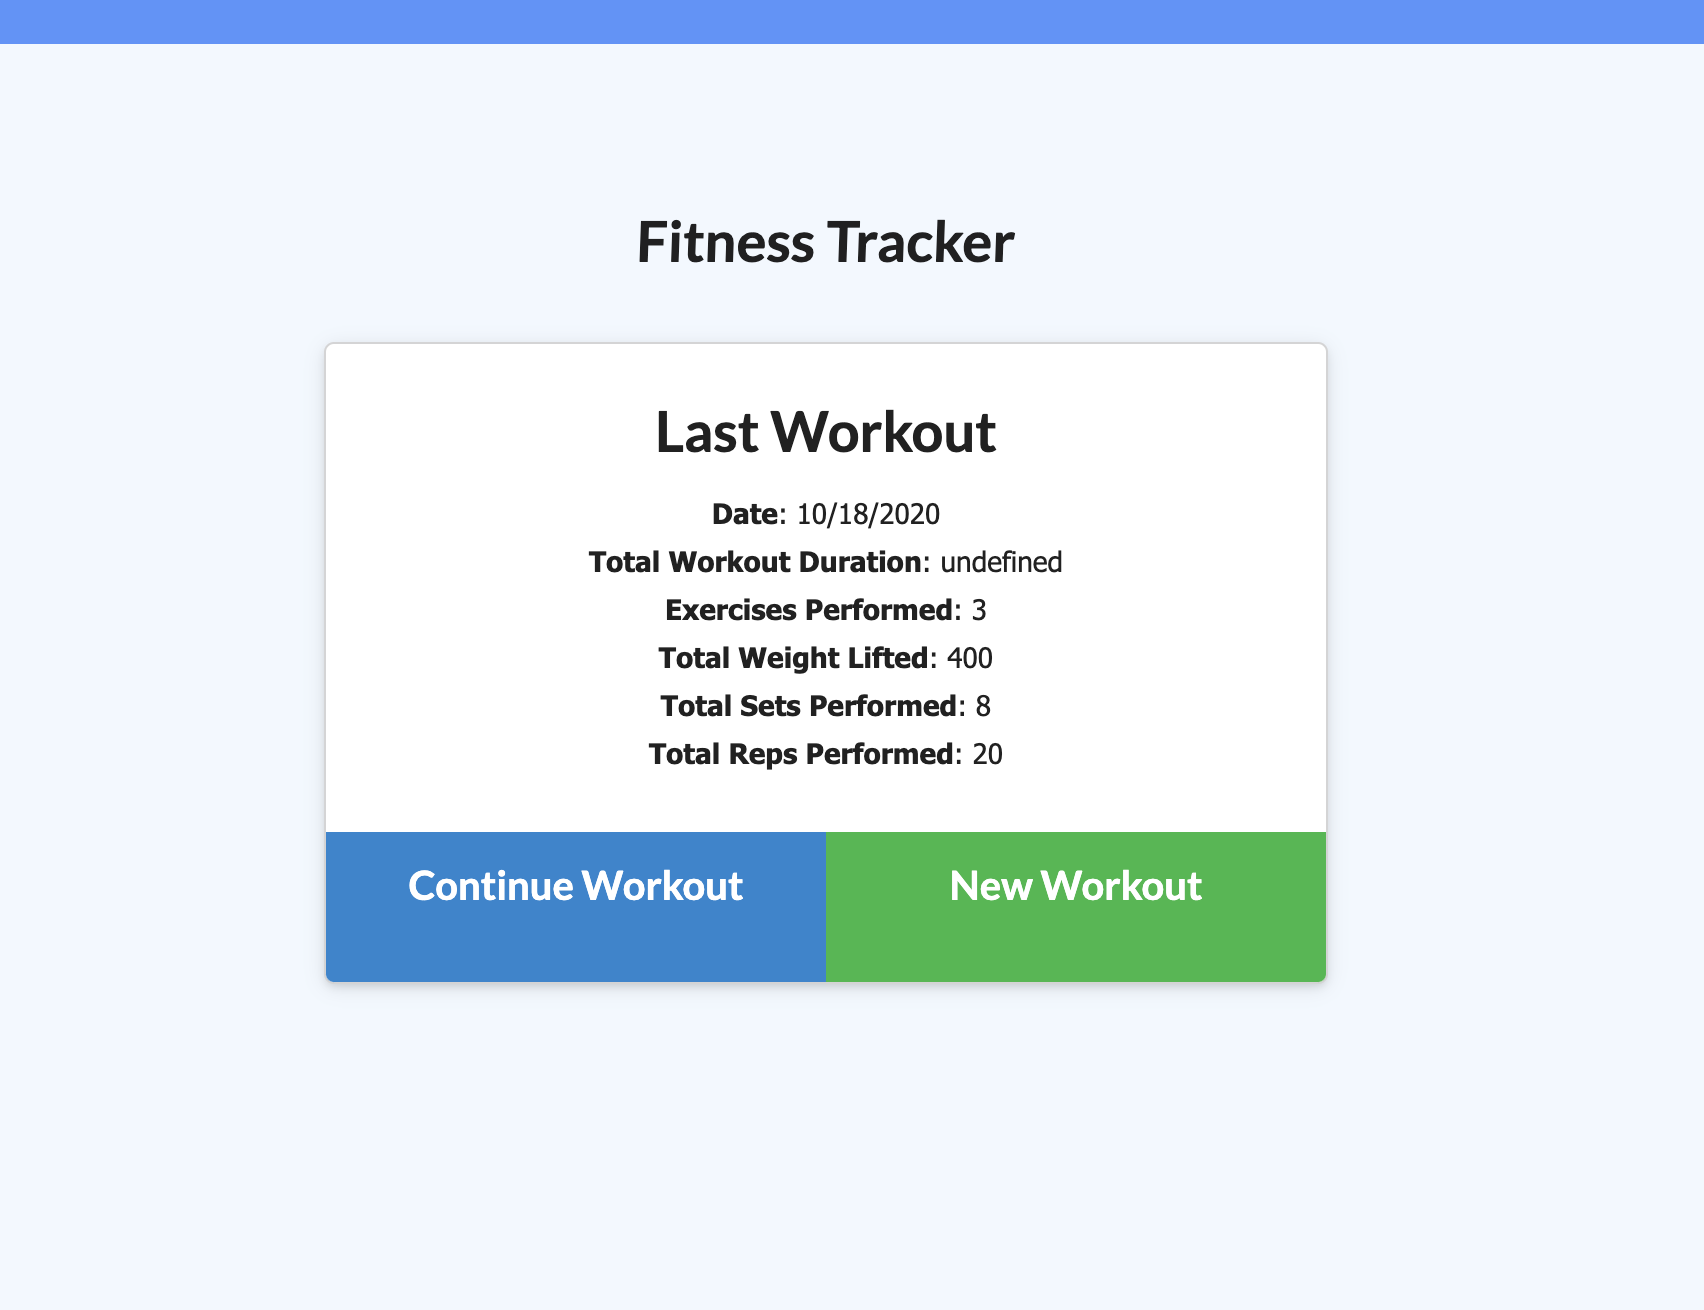 Fitness Tracker
Last Workout
Date: 10/18/2020
Total Workout Duration: undefined
Exercises Performed: 3
Total Weight Lifted: 400
Total Sets Performed: 8
Total Reps Performed: 20
Continue Workout
New Workout